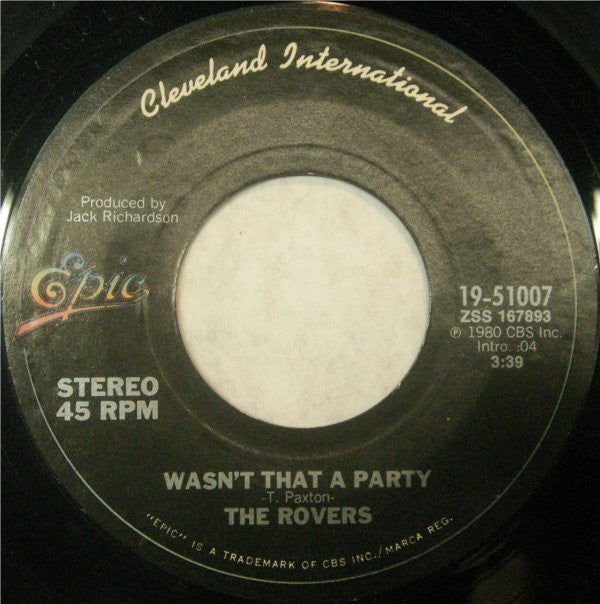 Cleveland International
Produced by
Jack Richardson
Epic
19-51007
ZSS 167893
℗ 1980 CBS Inc.
Intro. :04
3:39
STEREO
45 RPM
WASN'T THAT A PARTY
-T. Paxton-
THE ROVERS
"EPIC" IS A TRADEMARK OF CBS INC./MARCA REG.